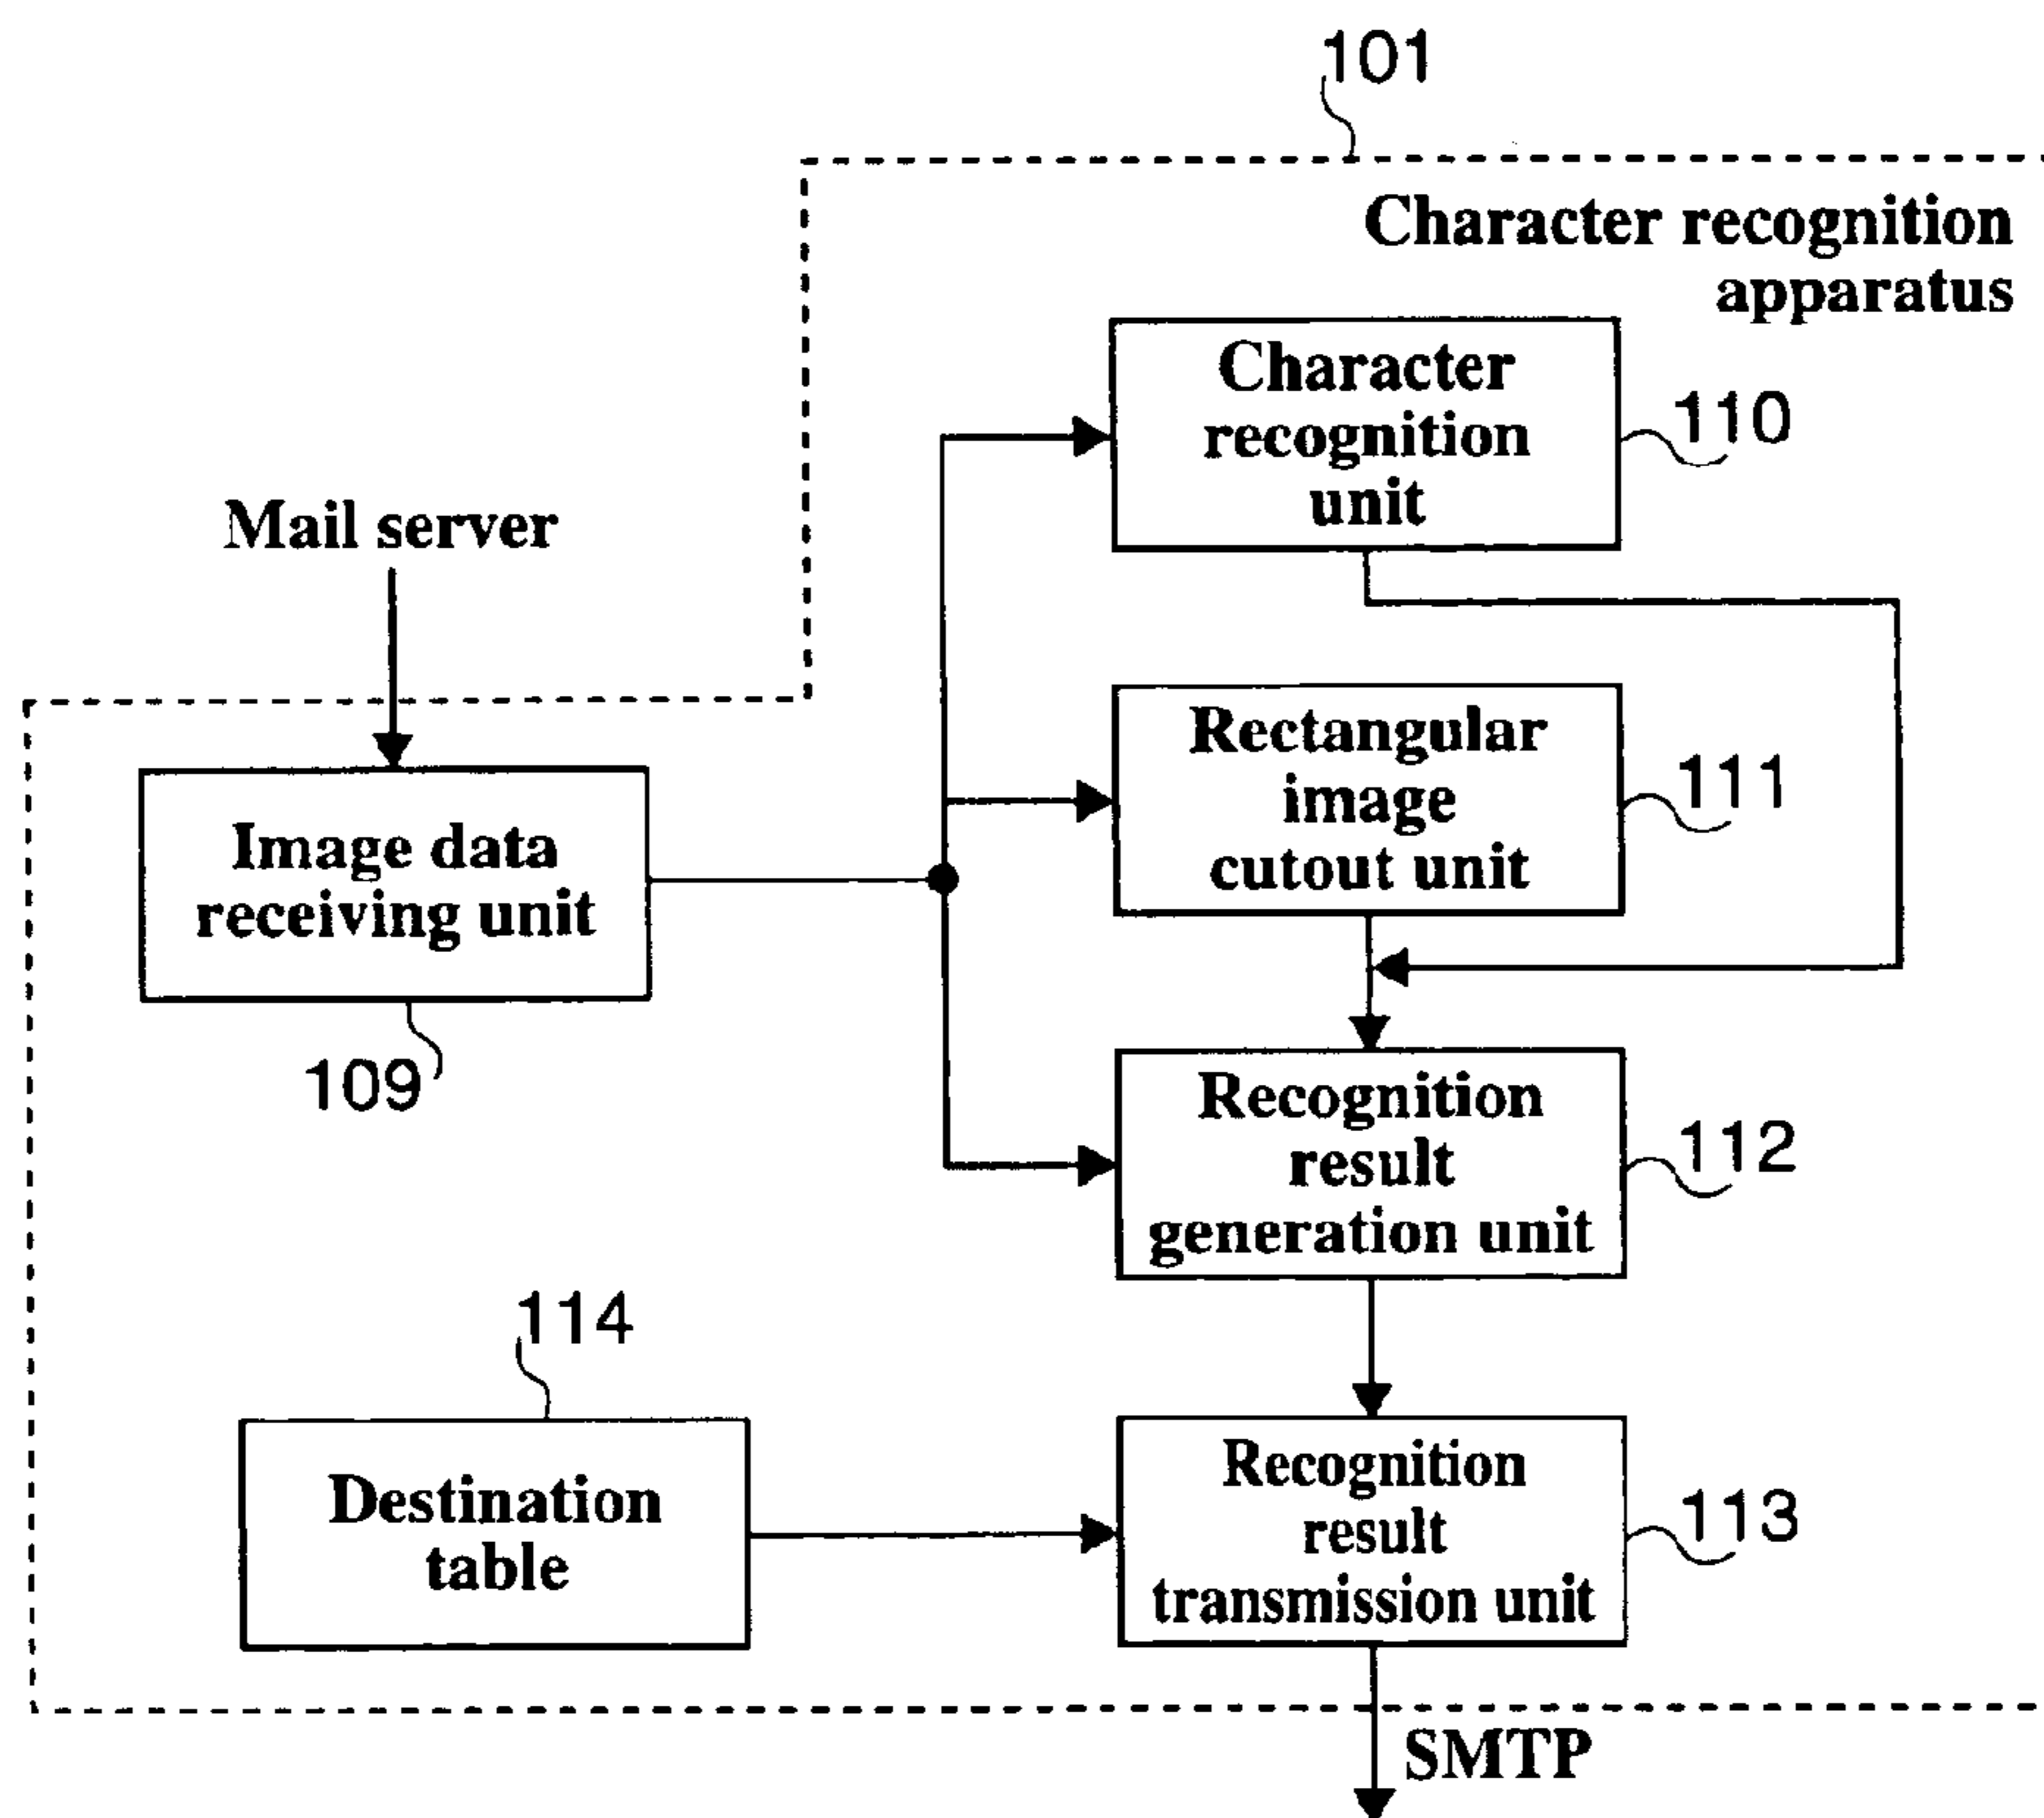 101
Character recognition
apparatus
Character
recognition
unit
110
Mail server
Rectangular
image
cutout unit
111
Image data
receiving unit
109
Recognition
result
generation unit
112
114
Destination
table
Recognition
result
transmission unit
113
SMTP